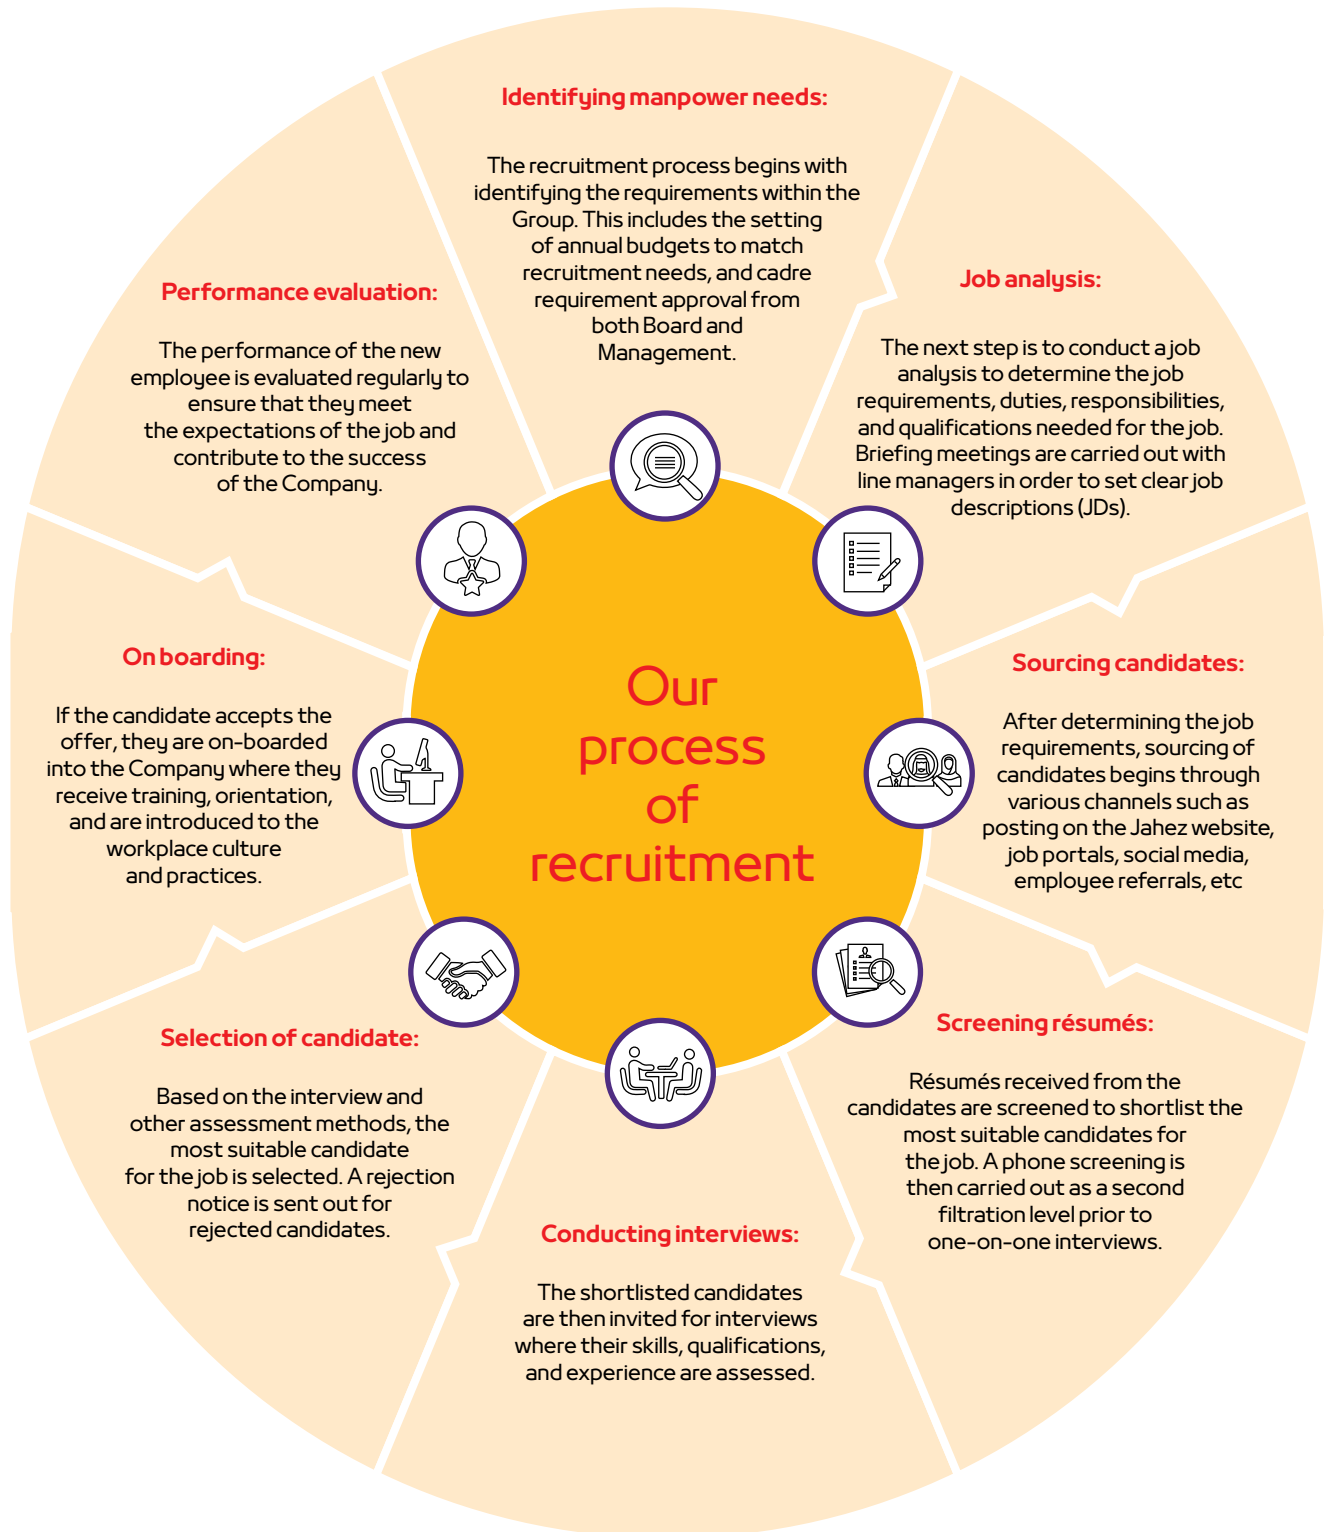 Identifying manpower needs:
The recruitment process begins with
identifying the requirements within the
Group. This includes the setting
of annual budgets to match
recruitment needs, and cadre
requirement approval from
both Board and
Management.
Job analysis:
The next step is to conduct a job
analysis to determine the job
requirements, duties, responsibilities,
and qualifications needed for the job.
Briefing meetings are carried out with
line managers in order to set clear job
descriptions (JDs).
Sourcing candidates:
After determining the job
requirements, sourcing of
candidates begins through
various channels such as
posting on the Jahez website,
job portals, social media,
employee referrals, etc
Screening résumés:
Résumés received from the
candidates are screened to shortlist the
most suitable candidates for
the job. A phone screening is
then carried out as a second
filtration level prior to
one-on-one interviews.
Conducting interviews:
The shortlisted candidates
are then invited for interviews
where their skills, qualifications,
and experience are assessed.
Selection of candidate:
Based on the interview and
other assessment methods, the
most suitable candidate
for the job is selected. A rejection
notice is sent out for
rejected candidates.
On boarding:
If the candidate accepts the
offer, they are on-boarded
into the Company where they
receive training, orientation,
and are introduced to the
workplace culture
and practices.
Performance evaluation:
The performance of the new
employee is evaluated regularly to
ensure that they meet
the expectations of the job and
contribute to the success
of the Company.
Our
process
of
recruitment